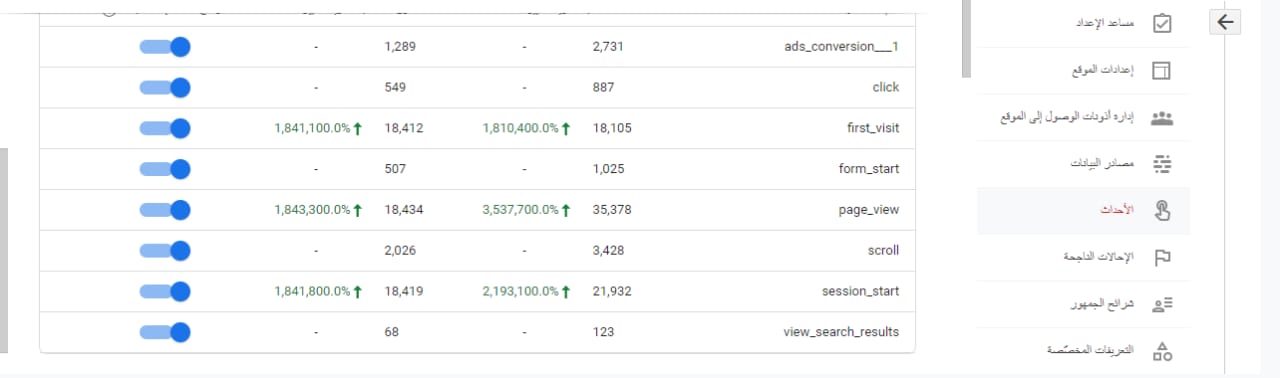 مساعد الإعداد
إعدادات الموقع
إدارة أذونات الوصول إلى الموقع
مصادر البيانات
الأحداث
الإحالات الناجحة
شرائح الجمهور
التعريفات المخصّصة
ads_conversion___1 2,731 - 1,289 -
click 887 - 549 -
first_visit 18,105 1,810,400.0% 18,412 1,841,100.0%
form_start 1,025 - 507 -
page_view 35,378 3,537,700.0% 18,434 1,843,300.0%
scroll 3,428 - 2,026 -
session_start 21,932 2,193,100.0% 18,419 1,841,800.0%
view_search_results 123 - 68 -